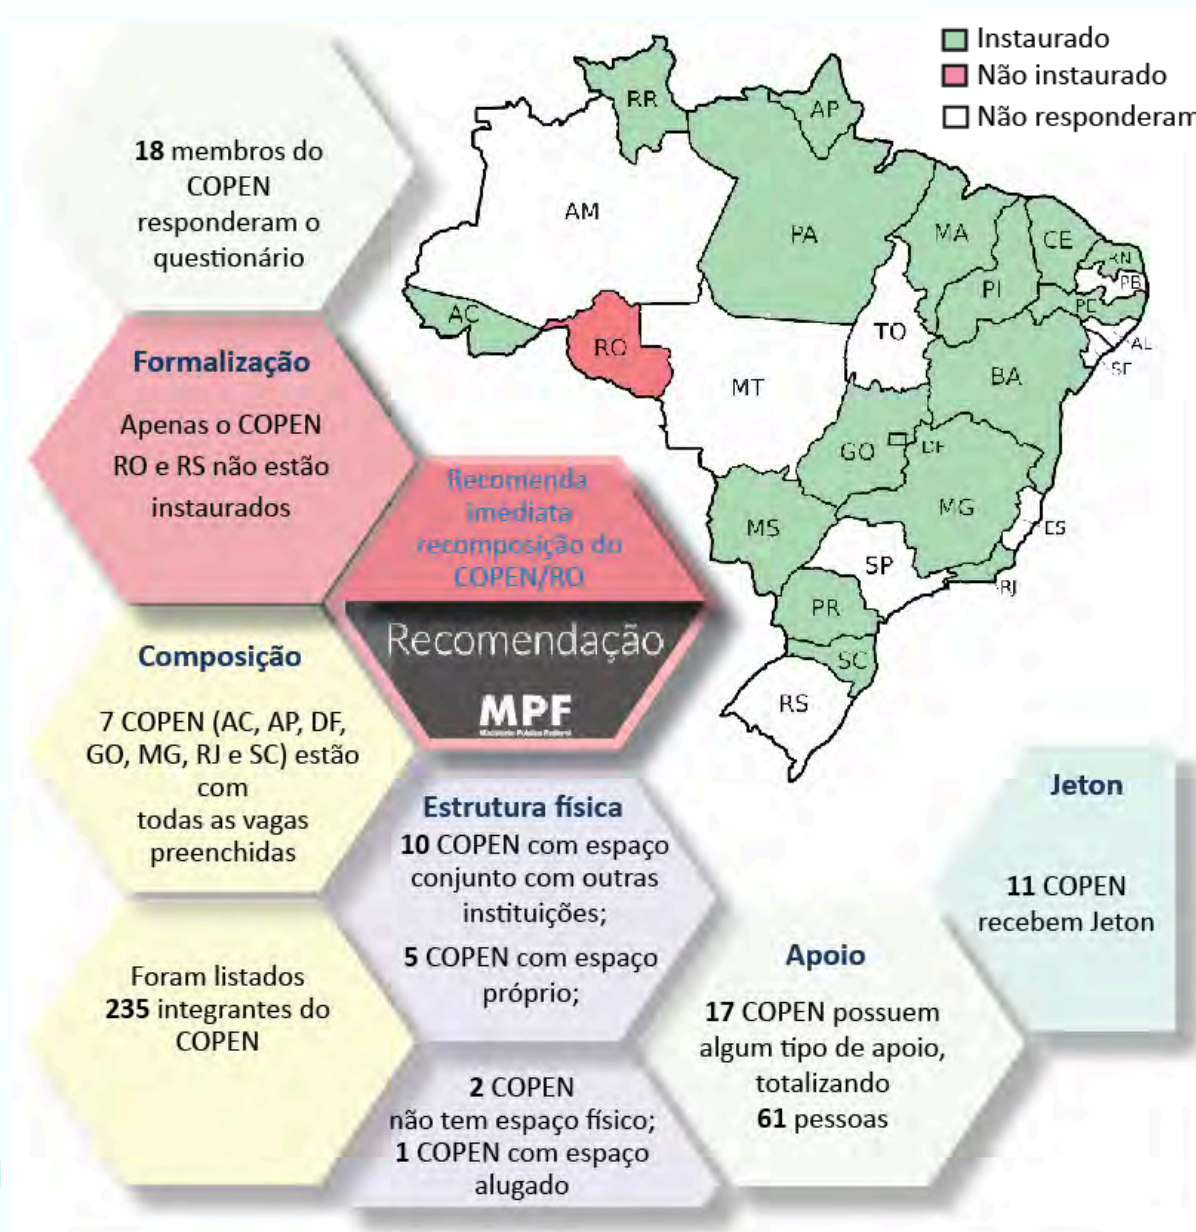 Instaurado
Não instaurado
Não responderam
18 membros do
COPEN
responderam o
questionário
Formalização
Apenas o COPEN
RO e RS não estão
instaurados
Recomenda
imediata
recomposição do
COPEN/RO
Recomendação
MPF
Ministério Público Federal
Composição
7 COPEN (AC, AP, DF,
GO, MG, RJ e SC) estão
com
todas as vagas
preenchidas
Foram listados
235 integrantes do
COPEN
Estrutura física
10 COPEN com espaço
conjunto com outras
instituições;
5 COPEN com espaço
próprio;
2 COPEN
não tem espaço físico;
1 COPEN com espaço
alugado
Apoio
17 COPEN possuem
algum tipo de apoio,
totalizando
61 pessoas
Jeton
11 COPEN
recebem Jeton
RR
AP
AM
PA
MA
CE
RN
PB
PI
PE
AC
TO
AL
SE
RO
BA
MT
GO
DF
MG
MS
ES
SP
RJ
PR
SC
RS